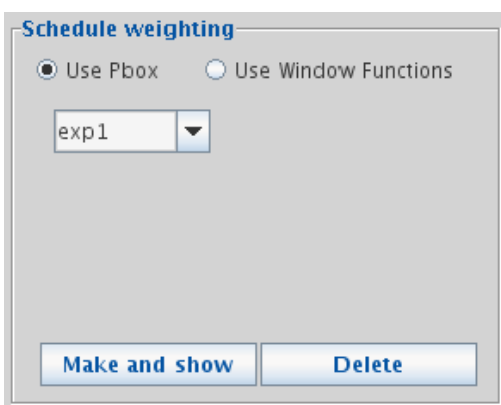 Schedule weighting
Use Pbox Use Window Functions
exp1
Make and show Delete